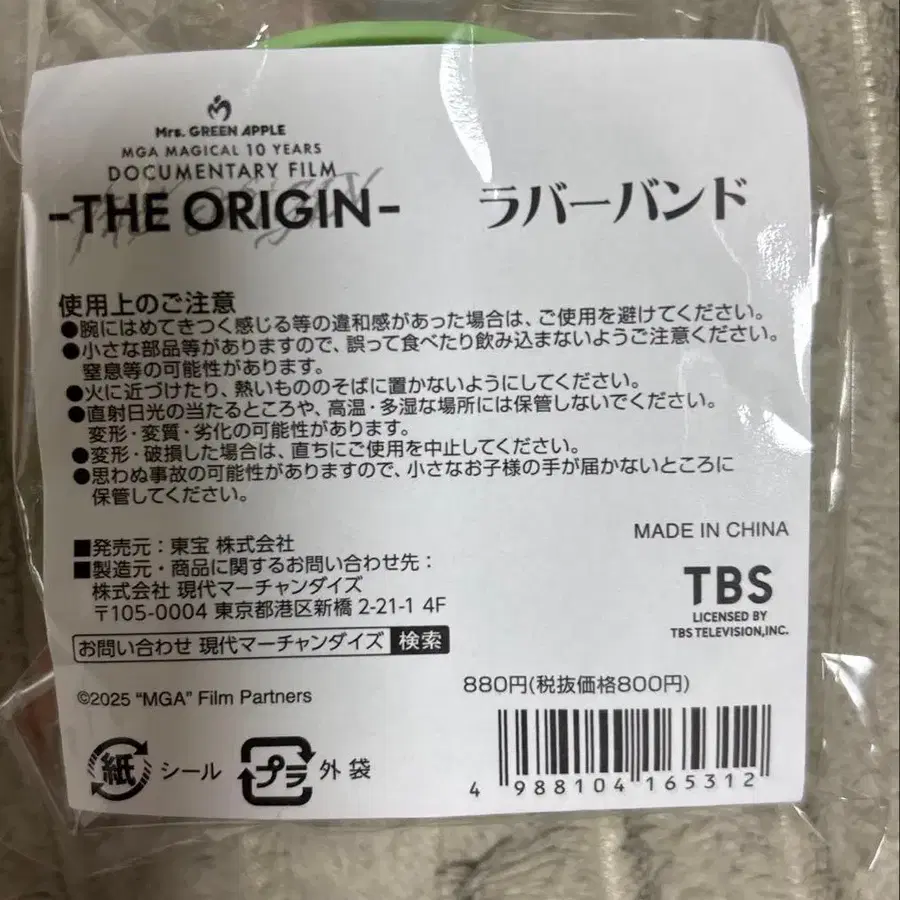 Mrs. GREEN APPLE
MGA MAGICAL 10 YEARS
DOCUMENTARY FILM
-THE ORIGIN-
ラバーバンド
使用上のご注意
●腕にはめてきつく感じる等の違和感があった場合は、ご使用を避けてください。
●小さな部品等がありますので、誤って食べたり飲み込まないようご注意ください。
窒息等の可能性があります。
●火に近づけたり、熱いもののそばに置かないようにしてください。
●直射日光の当たるところや、高温・多湿な場所には保管しないでください。
変形・変質・劣化の可能性があります。
●変形・破損した場合は、直ちにご使用を中止してください。
●思わぬ事故の可能性がありますので、小さなお子様の手が届かないところに
保管してください。
MADE IN CHINA
■発売元：東宝 株式会社
■製造元・商品に関するお問い合わせ先：
株式会社 現代マーチャンダイズ
〒105-0004 東京都港区新橋 2-21-1 4F
お問い合わせ 現代マーチャンダイズ 検索
TBS
LICENSED BY
TBS TELEVISION,INC.
©2025 “MGA” Film Partners
880円(税抜価格800円)
紙 シール プラ 外袋
4 988104 165312